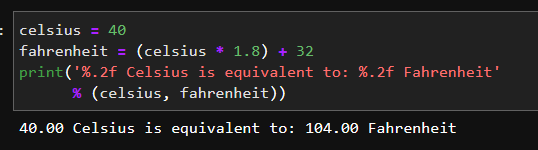 :
celsius = 40
fahrenheit = (celsius * 1.8) + 32
print('%.2f Celsius is equivalent to: %.2f Fahrenheit'
      % (celsius, fahrenheit))
40.00 Celsius is equivalent to: 104.00 Fahrenheit